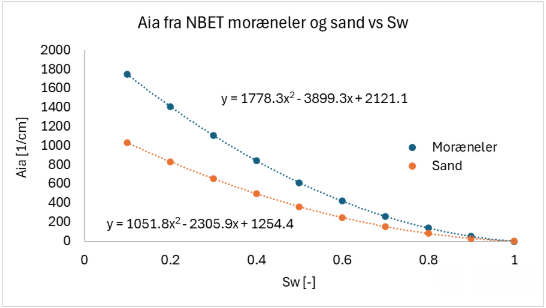 Aia fra NBET moræneler og sand vs Sw
2000
1800
1600
1400
1200
1000
800
600
400
200
0
Aia [1/cm]
y = 1778.3x² - 3899.3x + 2121.1
Moræneler
Sand
y = 1051.8x² - 2305.9x + 1254.4
0 0.2 0.4 0.6 0.8 1
Sw [-]